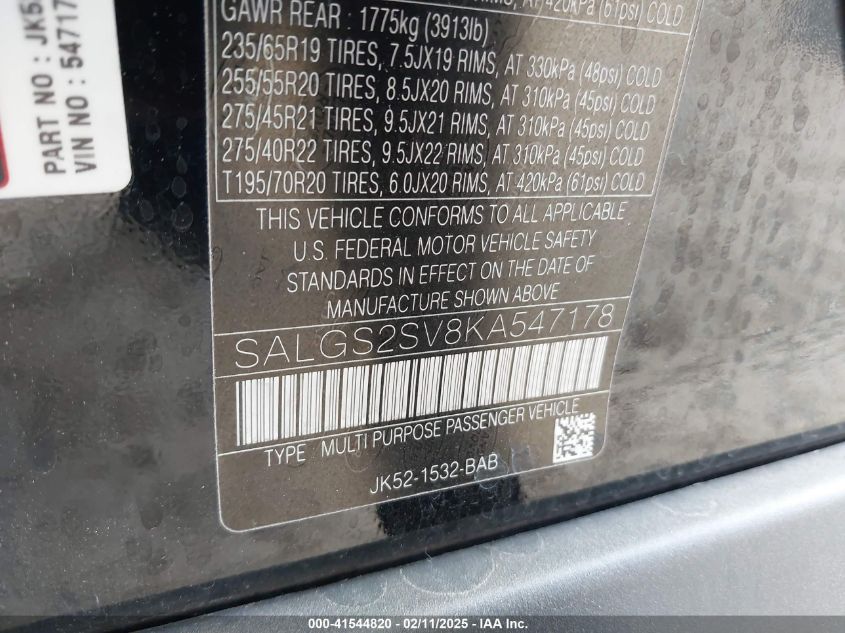 PART NO : JK5
VIN NO : 54717
AT 420kPa (61psi) COLD
GAWR REAR : 1775kg (3913lb)
235/65R19 TIRES, 7.5JX19 RIMS, AT 330kPa (48psi) COLD
255/55R20 TIRES, 8.5JX20 RIMS, AT 310kPa (45psi) COLD
275/45R21 TIRES, 9.5JX21 RIMS, AT 310kPa (45psi) COLD
275/40R22 TIRES, 9.5JX22 RIMS, AT 310kPa (45psi) COLD
T195/70R20 TIRES, 6.0JX20 RIMS, AT 420kPa (61psi) COLD
THIS VEHICLE CONFORMS TO ALL APPLICABLE
U.S. FEDERAL MOTOR VEHICLE SAFETY
STANDARDS IN EFFECT ON THE DATE OF
MANUFACTURE SHOWN ABOVE
SALGS2SV8KA547178
TYPE MULTI PURPOSE PASSENGER VEHICLE
JK52-1532-BAB
000-41544820 - 02/11/2025 - IAA Inc.